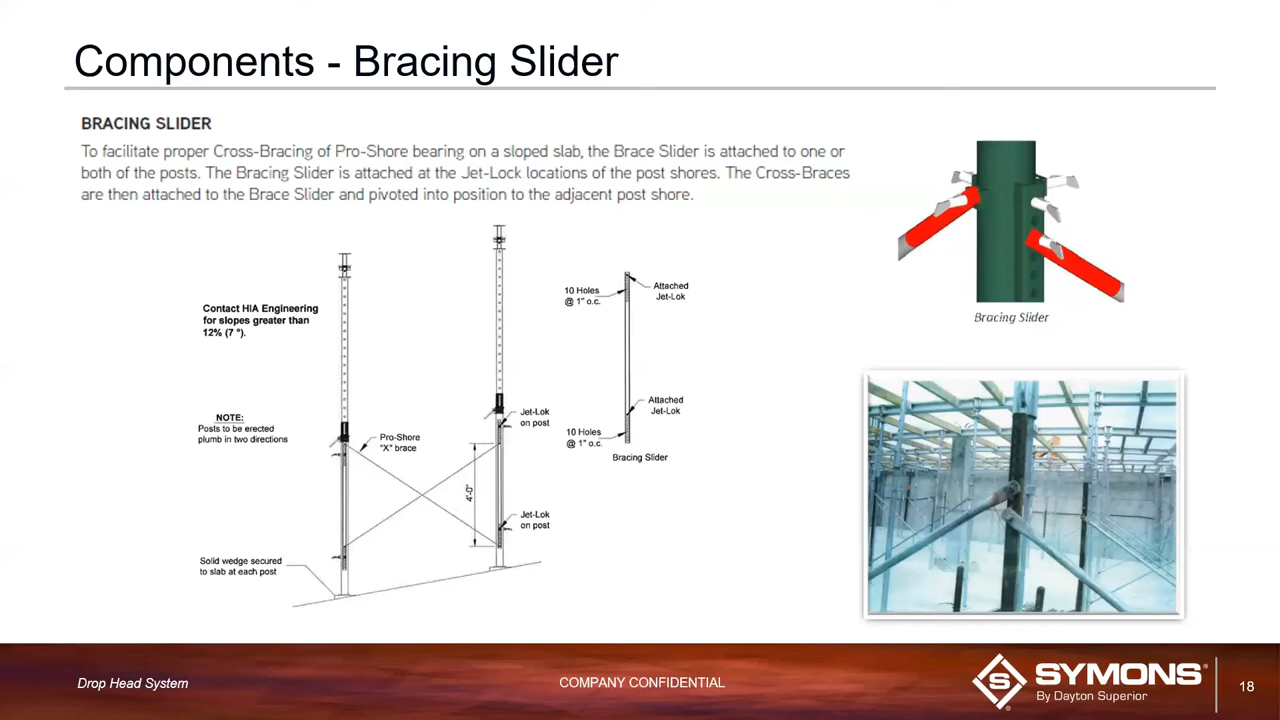 Components - Bracing Slider
BRACING SLIDER
To facilitate proper Cross-Bracing of Pro-Shore bearing on a sloped slab, the Brace Slider is attached to one or
both of the posts. The Bracing Slider is attached at the Jet-Lock locations of the post shores. The Cross-Braces
are then attached to the Brace Slider and pivoted into position to the adjacent post shore.
Contact HIA Engineering
for slopes greater than
12% (7 °).
NOTE:
Posts to be erected
plumb in two directions
Pro-Shore
"X" brace
Solid wedge secured
to slab at each post
4'-0"
Jet-Lok
on post
Jet-Lok
on post
10 Holes
@ 1" o.c.
Attached
Jet-Lok
Attached
Jet-Lok
10 Holes
@ 1" o.c.
Bracing Slider
Bracing Slider
Drop Head System
COMPANY CONFIDENTIAL
S
SYMONS®
By Dayton Superior
®
18